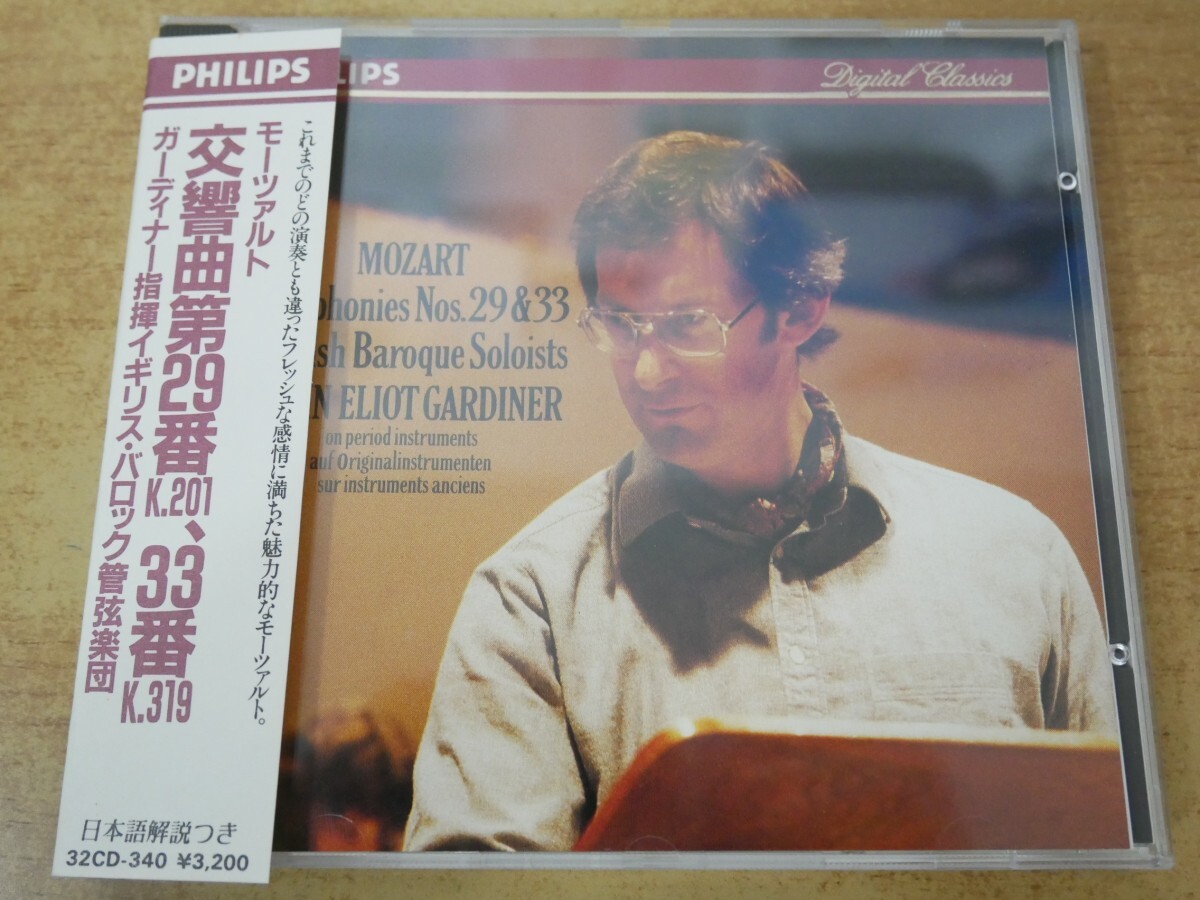 PHILIPS
これまでのどの演奏とも違ったフレッシュな感情に満ちた魅力的なモーツァルト。
モーツァルト
交響曲第29番K.201、33番K.319
ガーディナー指揮イギリス・バロック管弦楽団
日本語解説つき
32CD-340 ¥3,200
LIPS
Digital Classics
MOZART
phonies Nos. 29 & 33
sh Baroque Soloists
N ELIOT GARDINER
on period instruments
auf Originalinstrumenten
sur instruments anciens